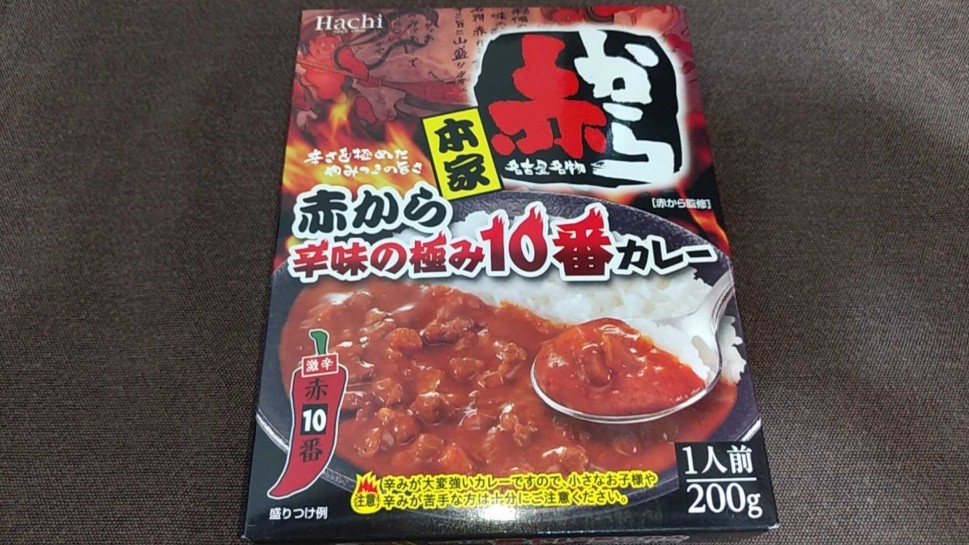 Hachi
赤から
名古屋名物
本家
辛さを極めた
やみつきの旨さ
[赤から監修]
赤から
辛味の極み10番カレー
激辛
赤
10
番
注意
辛みが大変強いカレーですので、小さなお子様や
辛みが苦手な方は十分にご注意ください。
盛りつけ例
1人前
200g